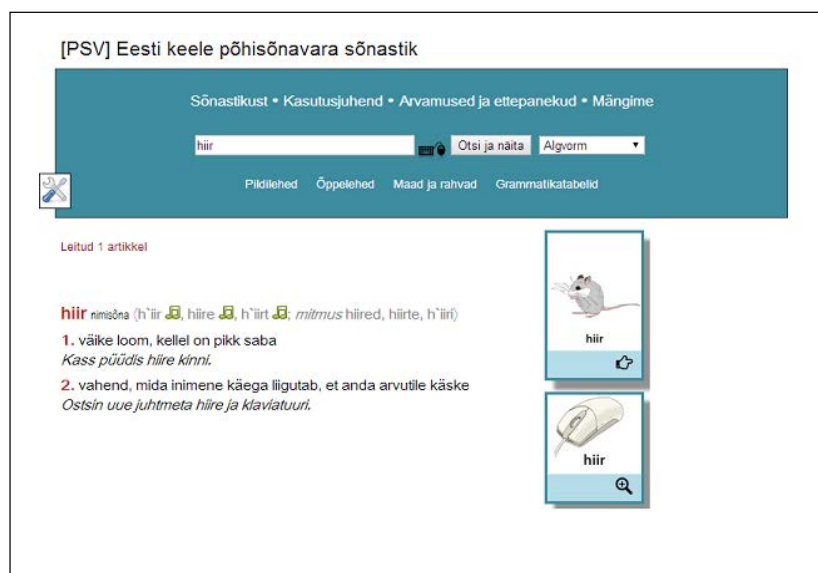 [PSV] Eesti keele põhisõnavara sõnastik
Sõnastikust • Kasutusjuhend • Arvamused ja ettepanekud • Mängime
hiir Otsi ja näita Algvorm
Pildilehed Õppelehed Maad ja rahvad Grammatikatabelid
Leitud 1 artikkel
hiir nimisõna (h`iir, hiire, h`iirt; mitmus hiired, hiirte, h`iiri)
1. väike loom, kellel on pikk saba
Kass püüdis hiire kinni.
2. vahend, mida inimene käega liigutab, et anda arvutile käske
Ostsin uue juhtmeta hiire ja klaviatuuri.
hiir
hiir